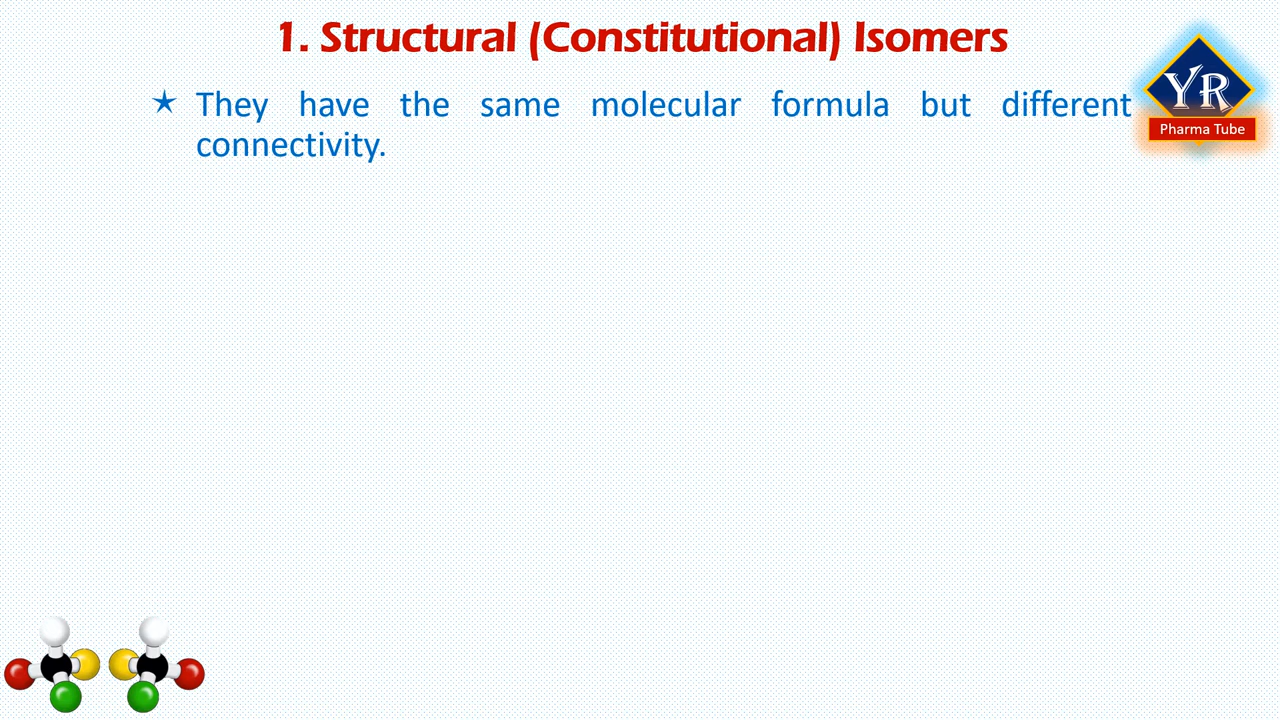 1. Structural (Constitutional) Isomers
They have the same molecular formula but different
connectivity.
YR
Pharma Tube